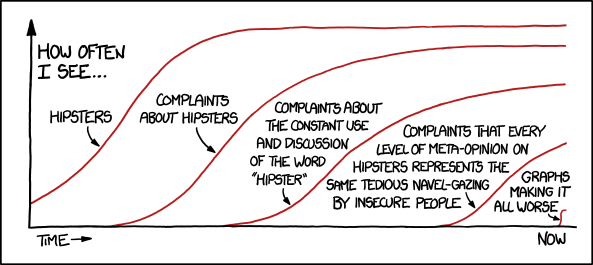 HOW OFTEN
I SEE...
HIPSTERS
COMPLAINTS
ABOUT HIPSTERS
COMPLAINTS ABOUT
THE CONSTANT USE
AND DISCUSSION
OF THE WORD
"HIPSTER"
COMPLAINTS THAT EVERY
LEVEL OF META-OPINION ON
HIPSTERS REPRESENTS THE
SAME TEDIOUS NAVEL-GAZING
BY INSECURE PEOPLE
GRAPHS
MAKING IT
ALL WORSE
TIME
NOW